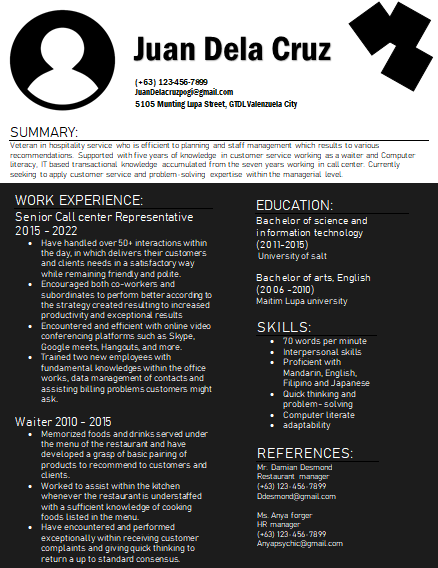 Juan Dela Cruz
(+63) 123-456-7899
JuanDelacruzpogi@gmail.com
5105 Munting Lupa Street, GTDL Valenzuela City
SUMMARY:
Veteran in hospitality service who is efficient to planning and staff management which results to various
recommendations. Supported with five years of knowledge in customer service working as a waiter and Computer
literacy, IT based transactional knowledge accumulated from the seven years working in call center. Currently
seeking to apply customer service and problem-solving expertise within the managerial level.
WORK EXPERIENCE:
Senior Call center Representative
2015 - 2022
• Have handled over 50+ interactions within
the day, in which delivers their customers
and clients needs in a satisfactory way
while remaining friendly and polite.
• Encouraged both co-workers and
subordinates to perform better according to
the strategy created resulting to increased
productivity and exceptional results
• Encountered and efficient with online video
conferencing platforms such as Skype,
Google meets, Hangouts, and more.
• Trained two new employees with
fundamental knowledges within the office
works, data management of contacts and
assisting billing problems customers might
ask.
Waiter 2010 - 2015
• Memorized foods and drinks served under
the menu of the restaurant and have
developed a grasp of basic pairing of
products to recommend to customers and
clients.
• Worked to assist within the kitchen
whenever the restaurant is understaffed
with a sufficient knowledge of cooking
foods listed in the menu.
• Have encountered and performed
exceptionally within receiving customer
complaints and giving quick thinking to
return a up to standard consensus.
EDUCATION:
Bachelor of science and
information technology
(2011-2015)
University of salt
Bachelor of arts, English
(2006 -2010)
Maitim Lupa university
SKILLS:
• 70 words per minute
• Interpersonal skills
• Proficient with
Mandarin, English,
Filipino and Japanese
• Quick thinking and
problem- solving
• Computer literate
• adaptability
REFERENCES:
Mr. Damian Desmond
Restaurant manager
(+63) 123-456-7899
Ddesmond@gmail.com
Ms. Anya forger
HR manager
(+63) 123-456-7899
Anyapsychic@gmail.com